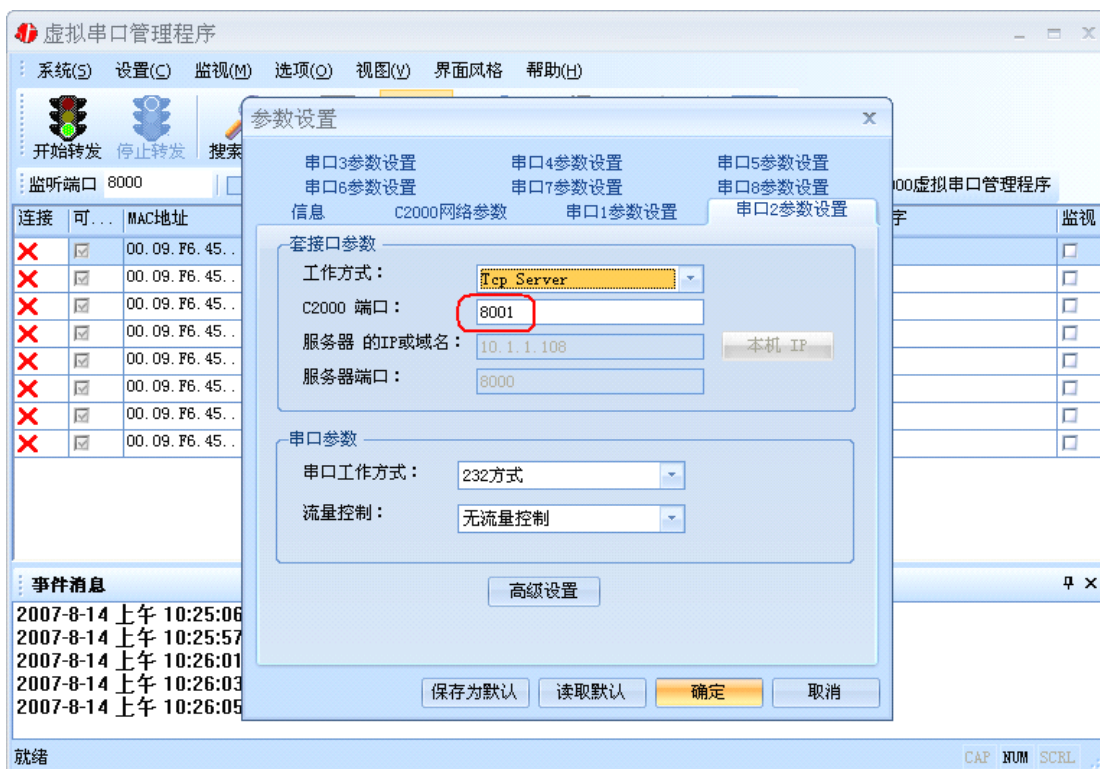 虚拟串口管理程序
系统(S) 设置(C) 监视(M) 选项(O) 视图(V) 界面风格 帮助(H)
开始转发 停止转发 搜索
监听端口 8000
00虚拟串口管理程序
连接 可... MAC地址 字 监视
00.09.F6.45..
00.09.F6.45..
00.09.F6.45..
00.09.F6.45..
00.09.F6.45..
00.09.F6.45..
00.09.F6.45..
00.09.F6.45..
参数设置
串口3参数设置 串口4参数设置 串口5参数设置
串口6参数设置 串口7参数设置 串口8参数设置
信息 C2000网络参数 串口1参数设置 串口2参数设置
套接口参数
工作方式： Tcp Server
C2000 端口： 8001
服务器 的IP或域名： 10.1.1.108 本机 IP
服务器端口： 8000
串口参数
串口工作方式： 232方式
流量控制： 无流量控制
高级设置
保存为默认 读取默认 确定 取消
事件消息
2007-8-14 上午 10:25:06
2007-8-14 上午 10:25:57
2007-8-14 上午 10:26:01
2007-8-14 上午 10:26:03
2007-8-14 上午 10:26:05
就绪 CAP NUM SCRL